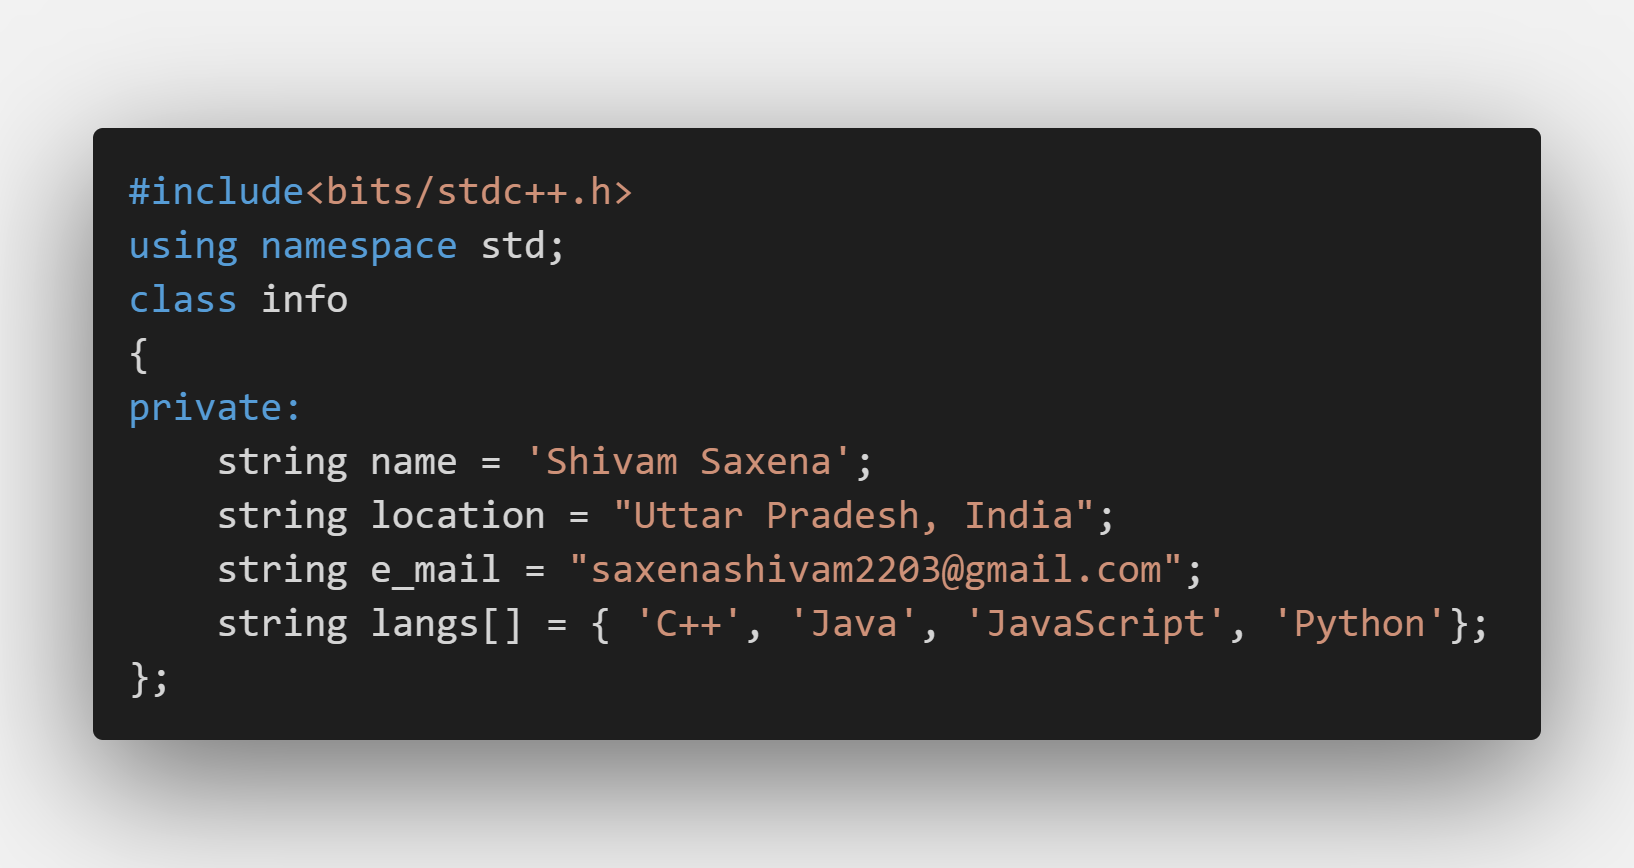 #include<bits/stdc++.h>
using namespace std;
class info
{
private:
    string name = 'Shivam Saxena';
    string location = "Uttar Pradesh, India";
    string e_mail = "saxenashivam2203@gmail.com";
    string langs[] = { 'C++', 'Java', 'JavaScript', 'Python'};
};